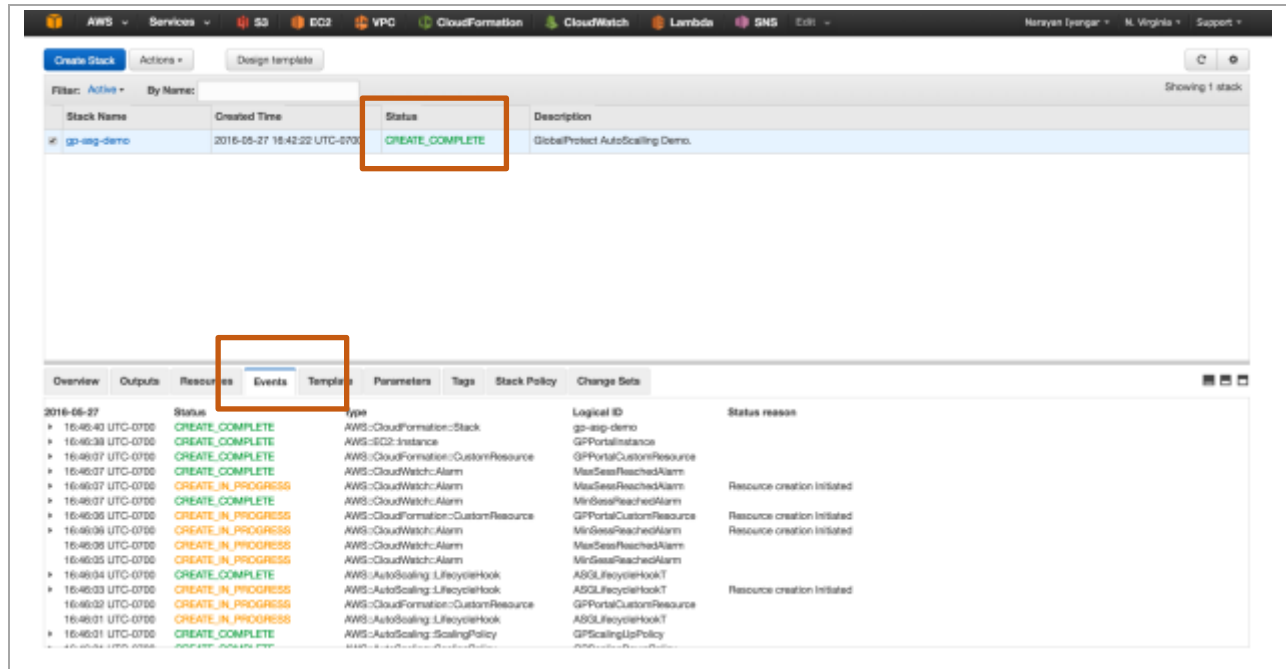 AWS Services S3 EC2 VPC CloudFormation CloudWatch Lambda SNS Edit Narayan Iyengar N. Virginia Support
Create Stack Actions Design template
Filter: Active By Name: Showing 1 stack
Stack Name Created Time Status Description
gp-asg-demo 2016-05-27 16:42:22 UTC-0700 CREATE_COMPLETE GlobalProtect AutoScaling Demo.
Overview Outputs Resources Events Template Parameters Tags Stack Policy Change Sets
2016-05-27 Status Type Logical ID Status reason
16:46:40 UTC-0700 CREATE_COMPLETE AWS::CloudFormation::Stack gp-asg-demo
16:46:38 UTC-0700 CREATE_COMPLETE AWS::EC2::Instance GPPortalInstance
16:46:07 UTC-0700 CREATE_COMPLETE AWS::CloudFormation::CustomResource GPPortalCustomResource
16:46:07 UTC-0700 CREATE_COMPLETE AWS::CloudWatch::Alarm MaxSessReachedAlarm
16:46:07 UTC-0700 CREATE_IN_PROGRESS AWS::CloudWatch::Alarm MaxSessReachedAlarm Resource creation Initiated
16:46:07 UTC-0700 CREATE_COMPLETE AWS::CloudWatch::Alarm MinSessReachedAlarm
16:46:06 UTC-0700 CREATE_IN_PROGRESS AWS::CloudFormation::CustomResource GPPortalCustomResource Resource creation Initiated
16:46:06 UTC-0700 CREATE_IN_PROGRESS AWS::CloudWatch::Alarm MinSessReachedAlarm Resource creation Initiated
16:46:06 UTC-0700 CREATE_IN_PROGRESS AWS::CloudWatch::Alarm MaxSessReachedAlarm
16:46:05 UTC-0700 CREATE_IN_PROGRESS AWS::CloudWatch::Alarm MinSessReachedAlarm
16:46:04 UTC-0700 CREATE_COMPLETE AWS::AutoScaling::LifecycleHook ASGLifecycleHookT
16:46:03 UTC-0700 CREATE_IN_PROGRESS AWS::AutoScaling::LifecycleHook ASGLifecycleHookT Resource creation Initiated
16:46:02 UTC-0700 CREATE_IN_PROGRESS AWS::CloudFormation::CustomResource GPPortalCustomResource
16:46:01 UTC-0700 CREATE_IN_PROGRESS AWS::AutoScaling::LifecycleHook ASGLifecycleHookT
16:46:01 UTC-0700 CREATE_COMPLETE AWS::AutoScaling::ScalingPolicy GPScalingUpPolicy